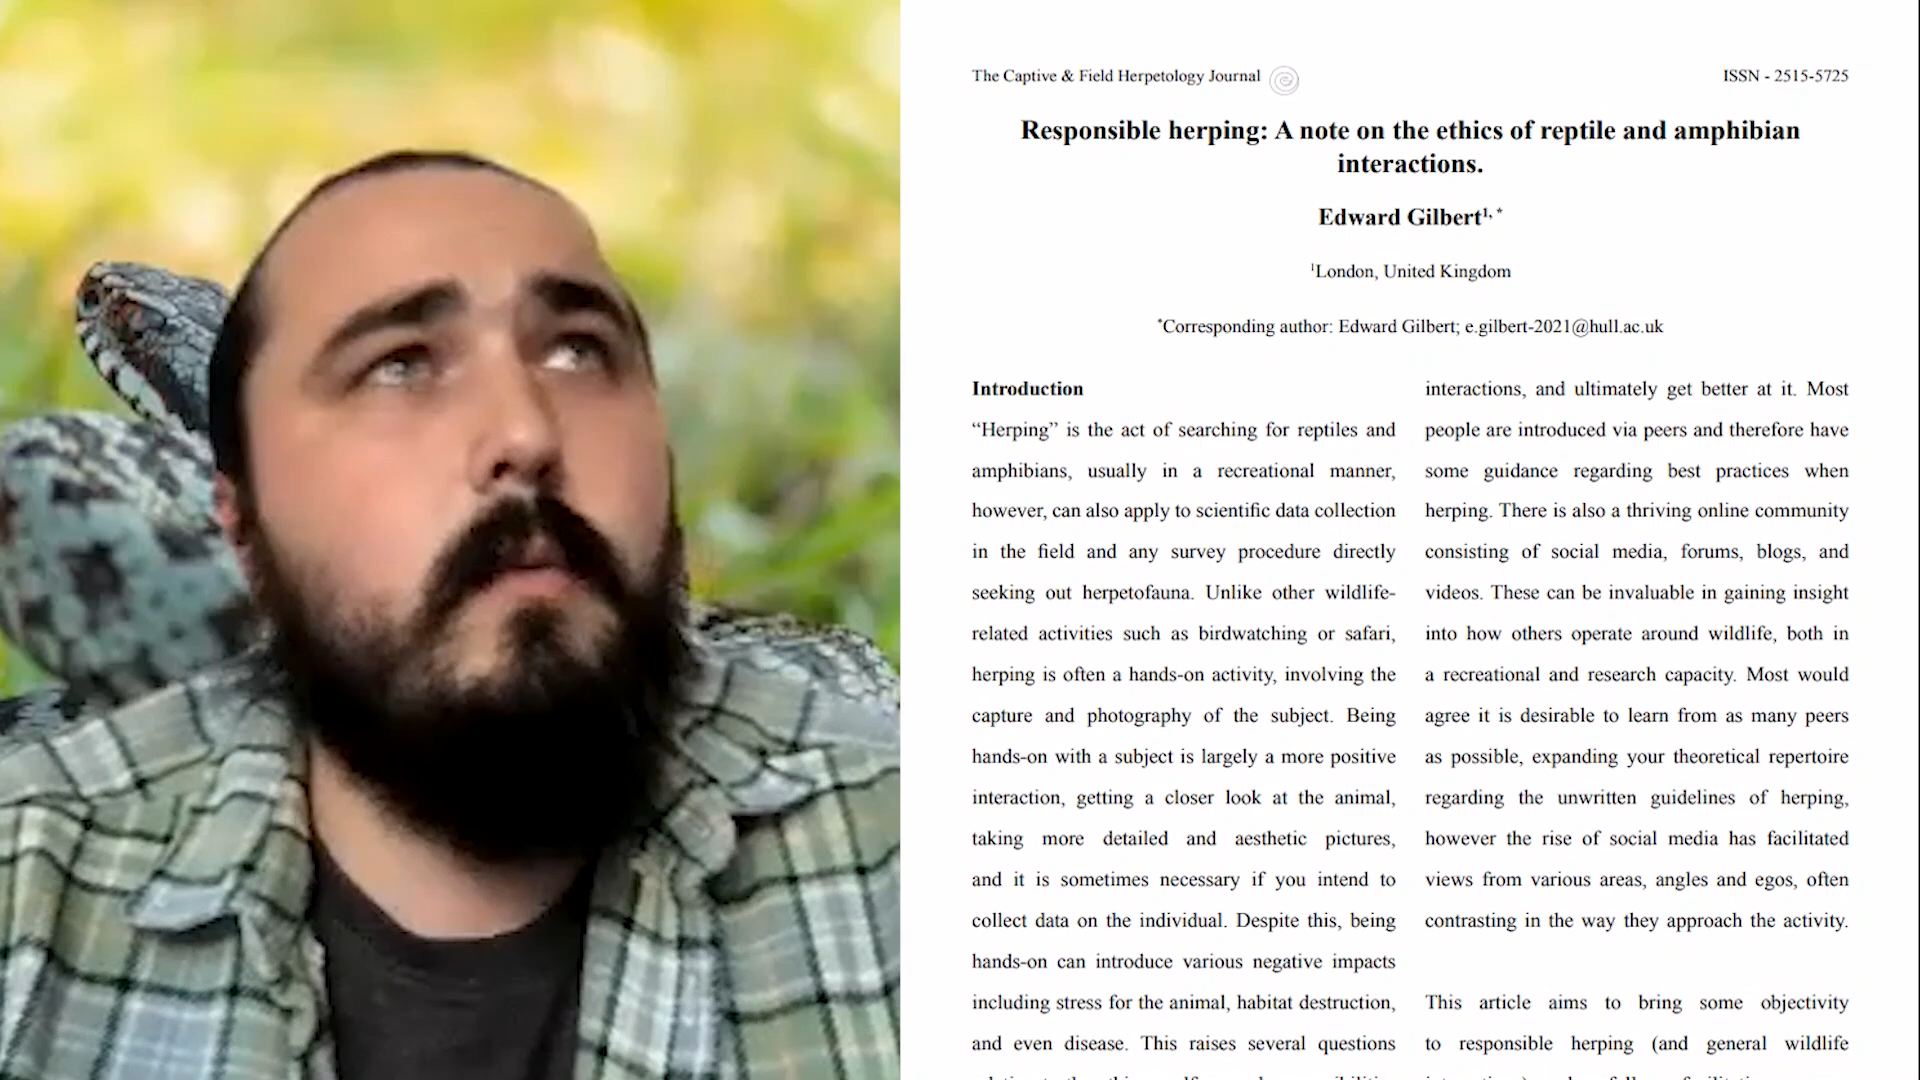 The Captive & Field Herpetology Journal
ISSN - 2515-5725
Responsible herping: A note on the ethics of reptile and amphibian
interactions.
Edward Gilbert1, *
1London, United Kingdom
*Corresponding author: Edward Gilbert; e.gilbert-2021@hull.ac.uk
Introduction
“Herping” is the act of searching for reptiles and
amphibians, usually in a recreational manner,
however, can also apply to scientific data collection
in the field and any survey procedure directly
seeking out herpetofauna. Unlike other wildlife-
related activities such as birdwatching or safari,
herping is often a hands-on activity, involving the
capture and photography of the subject. Being
hands-on with a subject is largely a more positive
interaction, getting a closer look at the animal,
taking more detailed and aesthetic pictures,
and it is sometimes necessary if you intend to
collect data on the individual. Despite this, being
hands-on can introduce various negative impacts
including stress for the animal, habitat destruction,
and even disease. This raises several questions
interactions, and ultimately get better at it. Most
people are introduced via peers and therefore have
some guidance regarding best practices when
herping. There is also a thriving online community
consisting of social media, forums, blogs, and
videos. These can be invaluable in gaining insight
into how others operate around wildlife, both in
a recreational and research capacity. Most would
agree it is desirable to learn from as many peers
as possible, expanding your theoretical repertoire
regarding the unwritten guidelines of herping,
however the rise of social media has facilitated
views from various areas, angles and egos, often
contrasting in the way they approach the activity.
This article aims to bring some objectivity
to responsible herping (and general wildlife